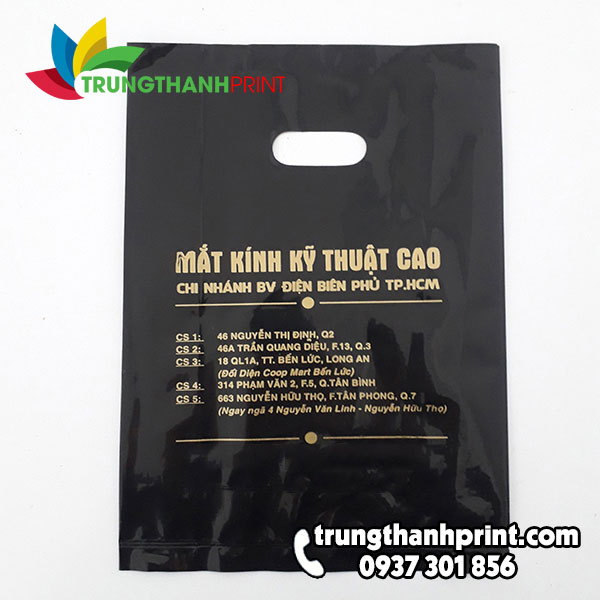 TRUNGTHANHPRINT
MẮT KÍNH KỸ THUẬT CAO
CHI NHÁNH BV ĐIỆN BIÊN PHỦ TP.HCM
CS 1: 46 NGUYỄN THỊ ĐỊNH, Q2
CS 2: 46A TRẦN QUANG DIỆU, F.13, Q.3
CS 3: 18 QL1A, TT. BẾN LỨC, LONG AN
(Đối Diện Coop Mart Bến Lức)
CS 4: 314 PHẠM VĂN 2, F.5, Q.TÂN BÌNH
CS 5: 663 NGUYỄN HỮU THỌ, F.TÂN PHONG, Q.7
(Ngay ngã 4 Nguyễn Văn Linh - Nguyễn Hữu Thọ)
trungthanhprint.com
0937 301 856